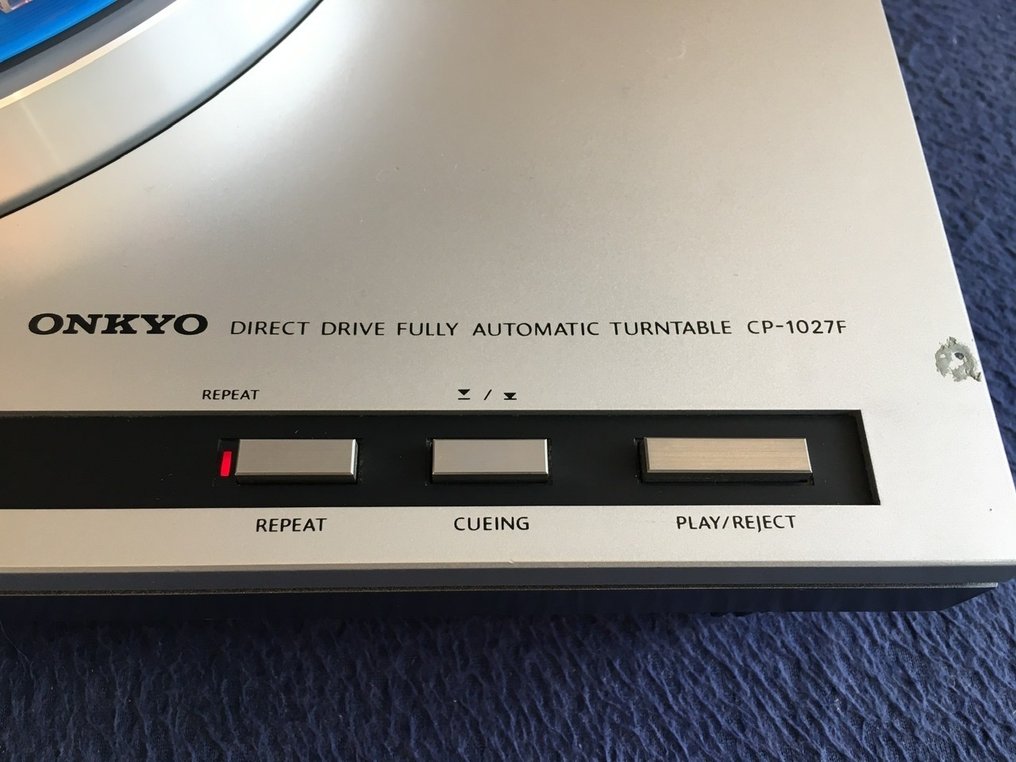 ONKYO DIRECT DRIVE FULLY AUTOMATIC TURNTABLE CP-1027F
REPEAT /
REPEAT CUEING PLAY/REJECT